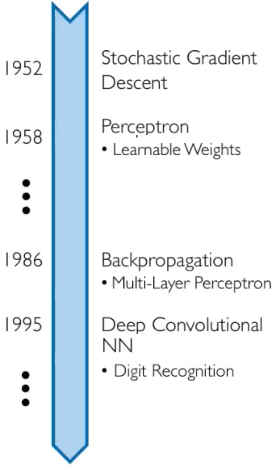 1952
Stochastic Gradient
Descent
1958
Perceptron
• Learnable Weights
1986
Backpropagation
• Multi-Layer Perceptron
1995
Deep Convolutional
NN
• Digit Recognition